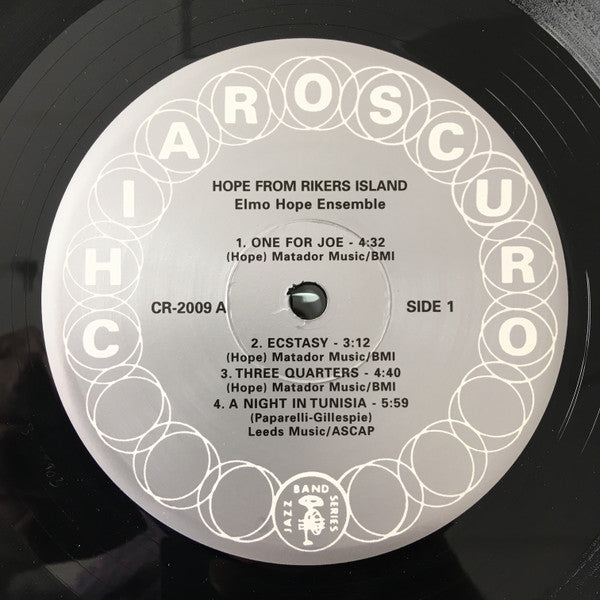 CHIAROSCURO
HOPE FROM RIKERS ISLAND
Elmo Hope Ensemble
1. ONE FOR JOE - 4:32
(Hope) Matador Music/BMI
CR-2009 A
SIDE 1
2. ECSTASY - 3:12
(Hope) Matador Music/BMI
3. THREE QUARTERS - 4:40
(Hope) Matador Music/BMI
4. A NIGHT IN TUNISIA - 5:59
(Paparelli-Gillespie)
Leeds Music/ASCAP
JAZZ BAND SERIES